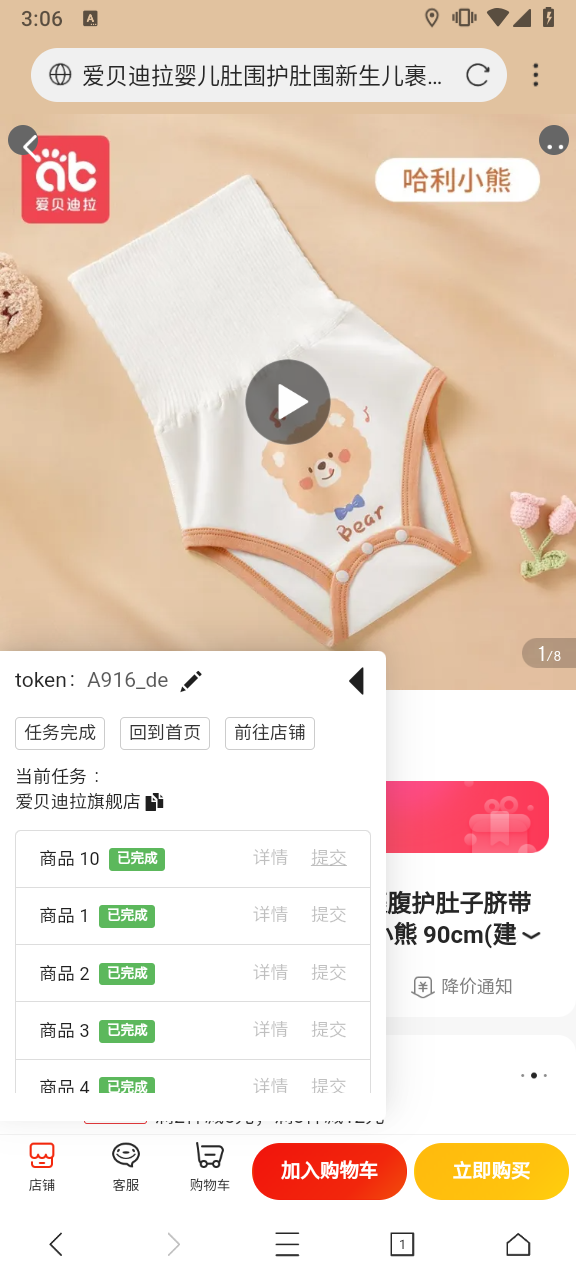 3:06
A
爱贝迪拉婴儿肚围护肚围新生儿裹…
ab
爱贝迪拉
哈利小熊
bear
1/8
token： A916_de
任务完成 回到首页 前往店铺
当前任务：
爱贝迪拉旗舰店
商品 10 已完成 详情 提交
商品 1 已完成 详情 提交
商品 2 已完成 详情 提交
商品 3 已完成 详情 提交
商品 4 已完成 详情 提交
腹护肚子脐带
熊 90cm(建
降价通知
店铺 客服 购物车 加入购物车 立即购买
1